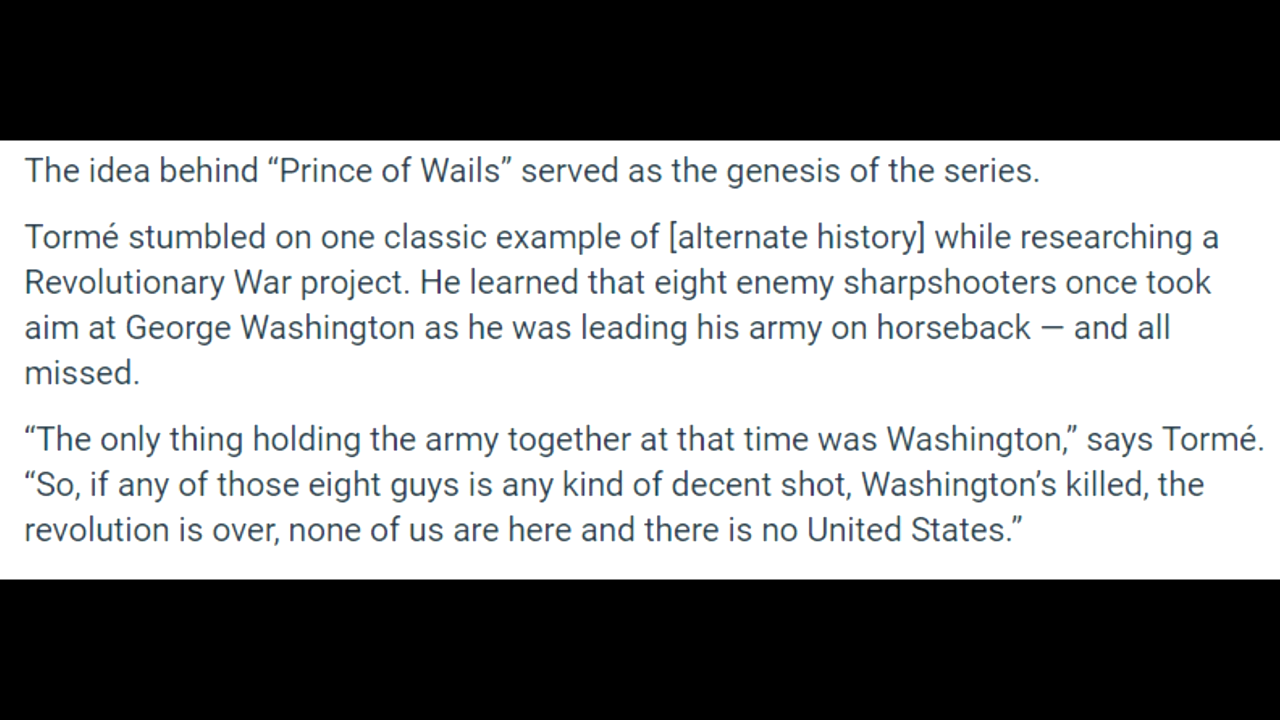 The idea behind “Prince of Wails” served as the genesis of the series.
Tormé stumbled on one classic example of [alternate history] while researching a
Revolutionary War project. He learned that eight enemy sharpshooters once took
aim at George Washington as he was leading his army on horseback — and all
missed.
“The only thing holding the army together at that time was Washington,” says Tormé.
“So, if any of those eight guys is any kind of decent shot, Washington’s killed, the
revolution is over, none of us are here and there is no United States.”